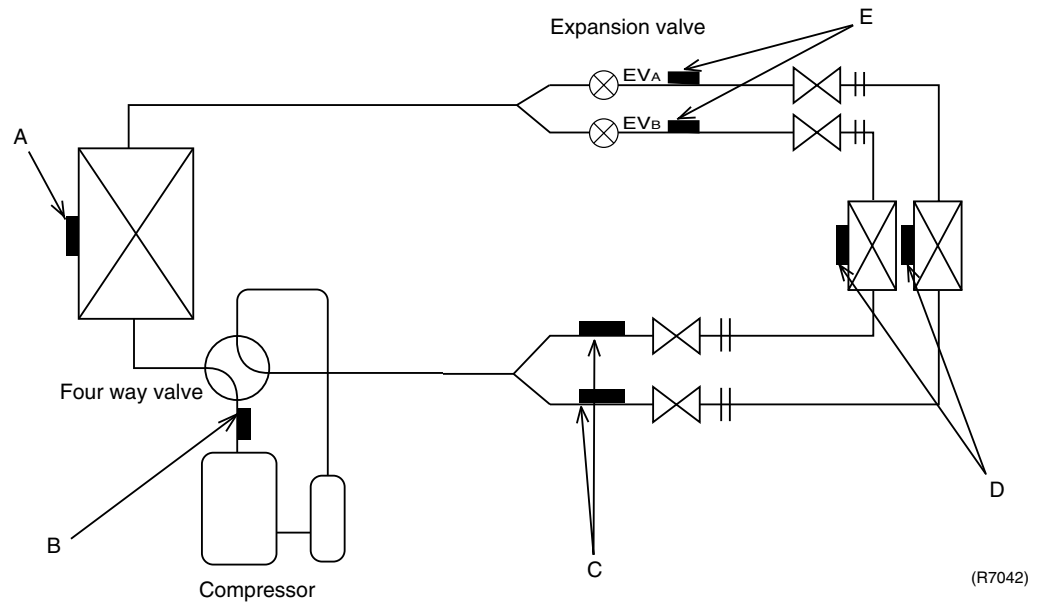 E
Expansion valve
EVA
A
EVB
Four way valve
D
B
C
(R7042)
Compressor